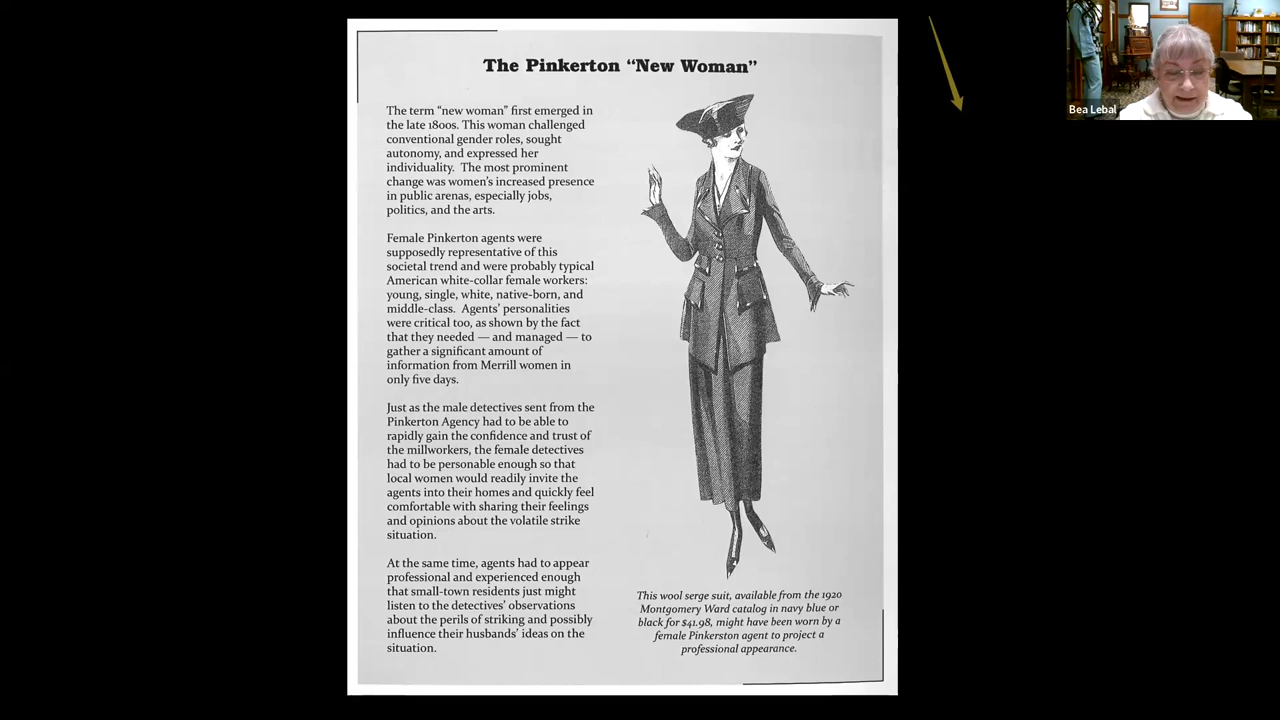 The Pinkerton “New Woman”
The term “new woman” first emerged in
the late 1800s. This woman challenged
conventional gender roles, sought
autonomy, and expressed her
individuality. The most prominent
change was women’s increased presence
in public arenas, especially jobs,
politics, and the arts.
Female Pinkerton agents were
supposedly representative of this
societal trend and were probably typical
American white-collar female workers:
young, single, white, native-born, and
middle-class. Agents’ personalities
were critical too, as shown by the fact
that they needed — and managed — to
gather a significant amount of
information from Merrill women in
only five days.
Just as the male detectives sent from the
Pinkerton Agency had to be able to
rapidly gain the confidence and trust of
the millworkers, the female detectives
had to be personable enough so that
local women would readily invite the
agents into their homes and quickly feel
comfortable with sharing their feelings
and opinions about the volatile strike
situation.
At the same time, agents had to appear
professional and experienced enough
that small-town residents just might
listen to the detectives’ observations
about the perils of striking and possibly
influence their husbands’ ideas on the
situation.
This wool serge suit, available from the 1920
Montgomery Ward catalog in navy blue or
black for $41.98, might have been worn by a
female Pinkerston agent to project a
professional appearance.
Bea Lebal